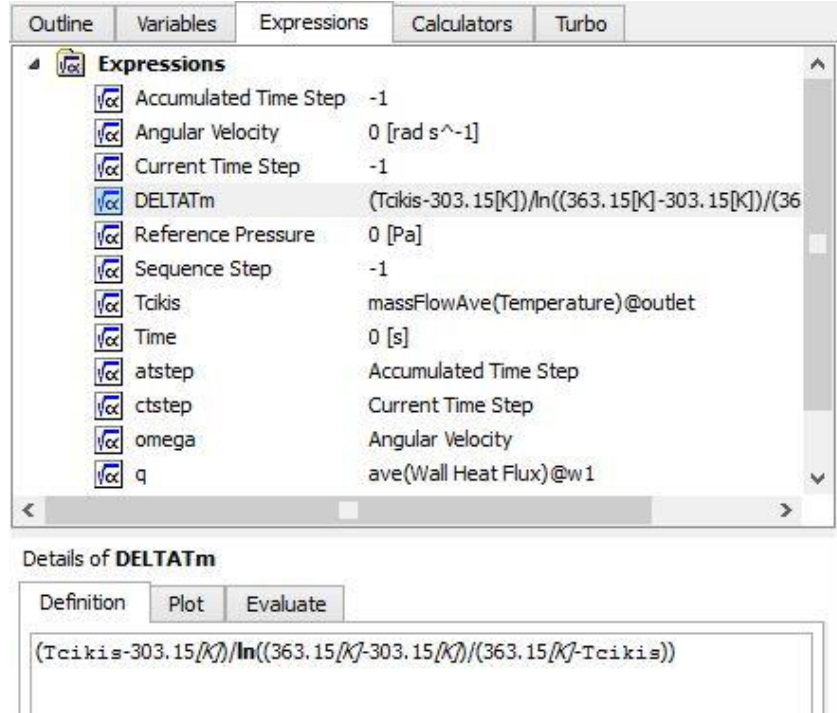 Outline Variables Expressions Calculators Turbo
Expressions
Accumulated Time Step -1
Angular Velocity 0 [rad s^-1]
Current Time Step -1
DELTATm (Tcikis-303.15[K])/ln((363.15[K]-303.15[K])/(36
Reference Pressure 0 [Pa]
Sequence Step -1
Tcikis massFlowAve(Temperature)@outlet
Time 0 [s]
atstep Accumulated Time Step
ctstep Current Time Step
omega Angular Velocity
q ave(Wall Heat Flux)@w1
Details of DELTATm
Definition Plot Evaluate
(Tcikis-303.15[K])/ln((363.15[K]-303.15[K])/(363.15[K]-Tcikis))